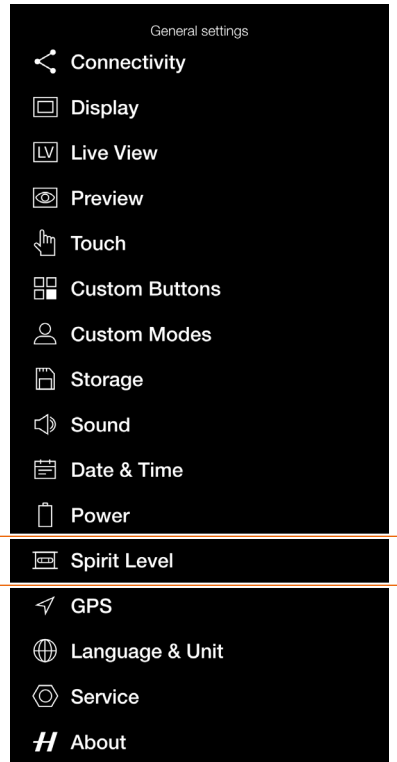 General settings
Connectivity
Display
LV Live View
Preview
Touch
Custom Buttons
Custom Modes
Storage
Sound
Date & Time
Power
Spirit Level
GPS
Language & Unit
Service
H About